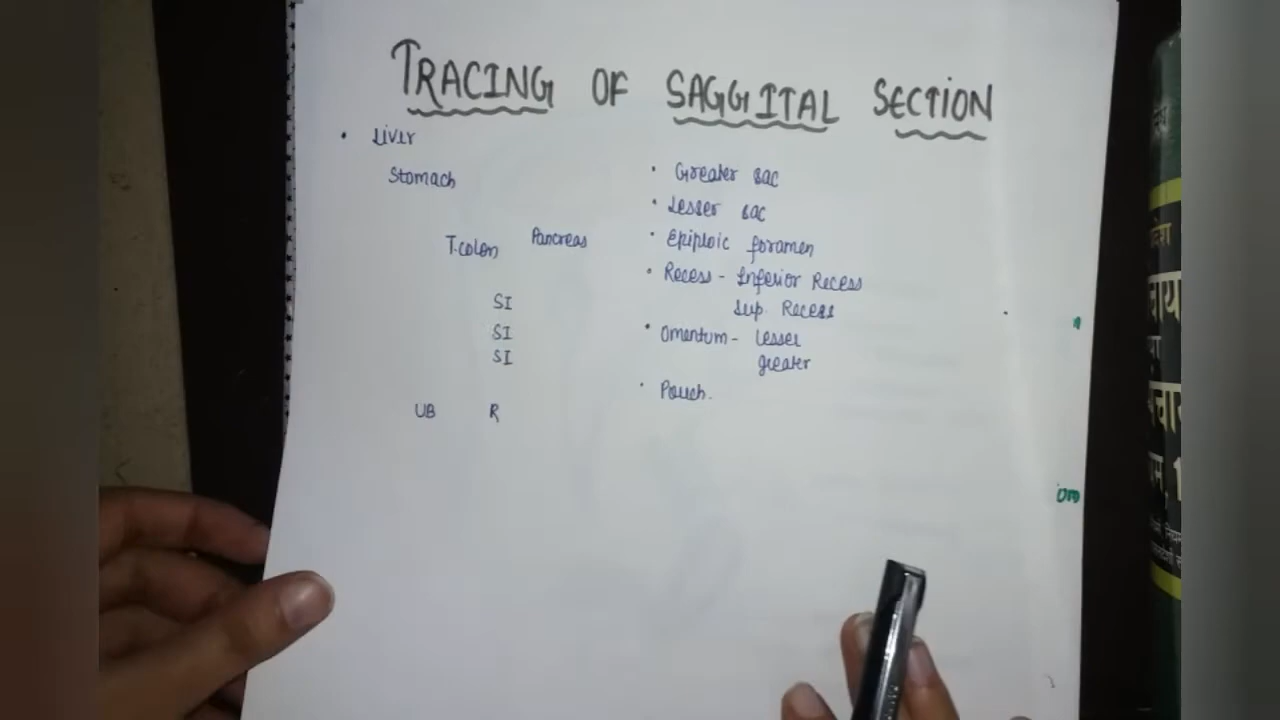 TRACING OF SAGGITAL SECTION
• Liver
Stomach
T.colon Pancreas
SI
SI
SI
UB R
• Greater sac
• Lesser sac
• Epiploic foramen
• Recess - Inferior Recess
Sup. Recess
• Omentum - Lesser
greater
• Pouch.